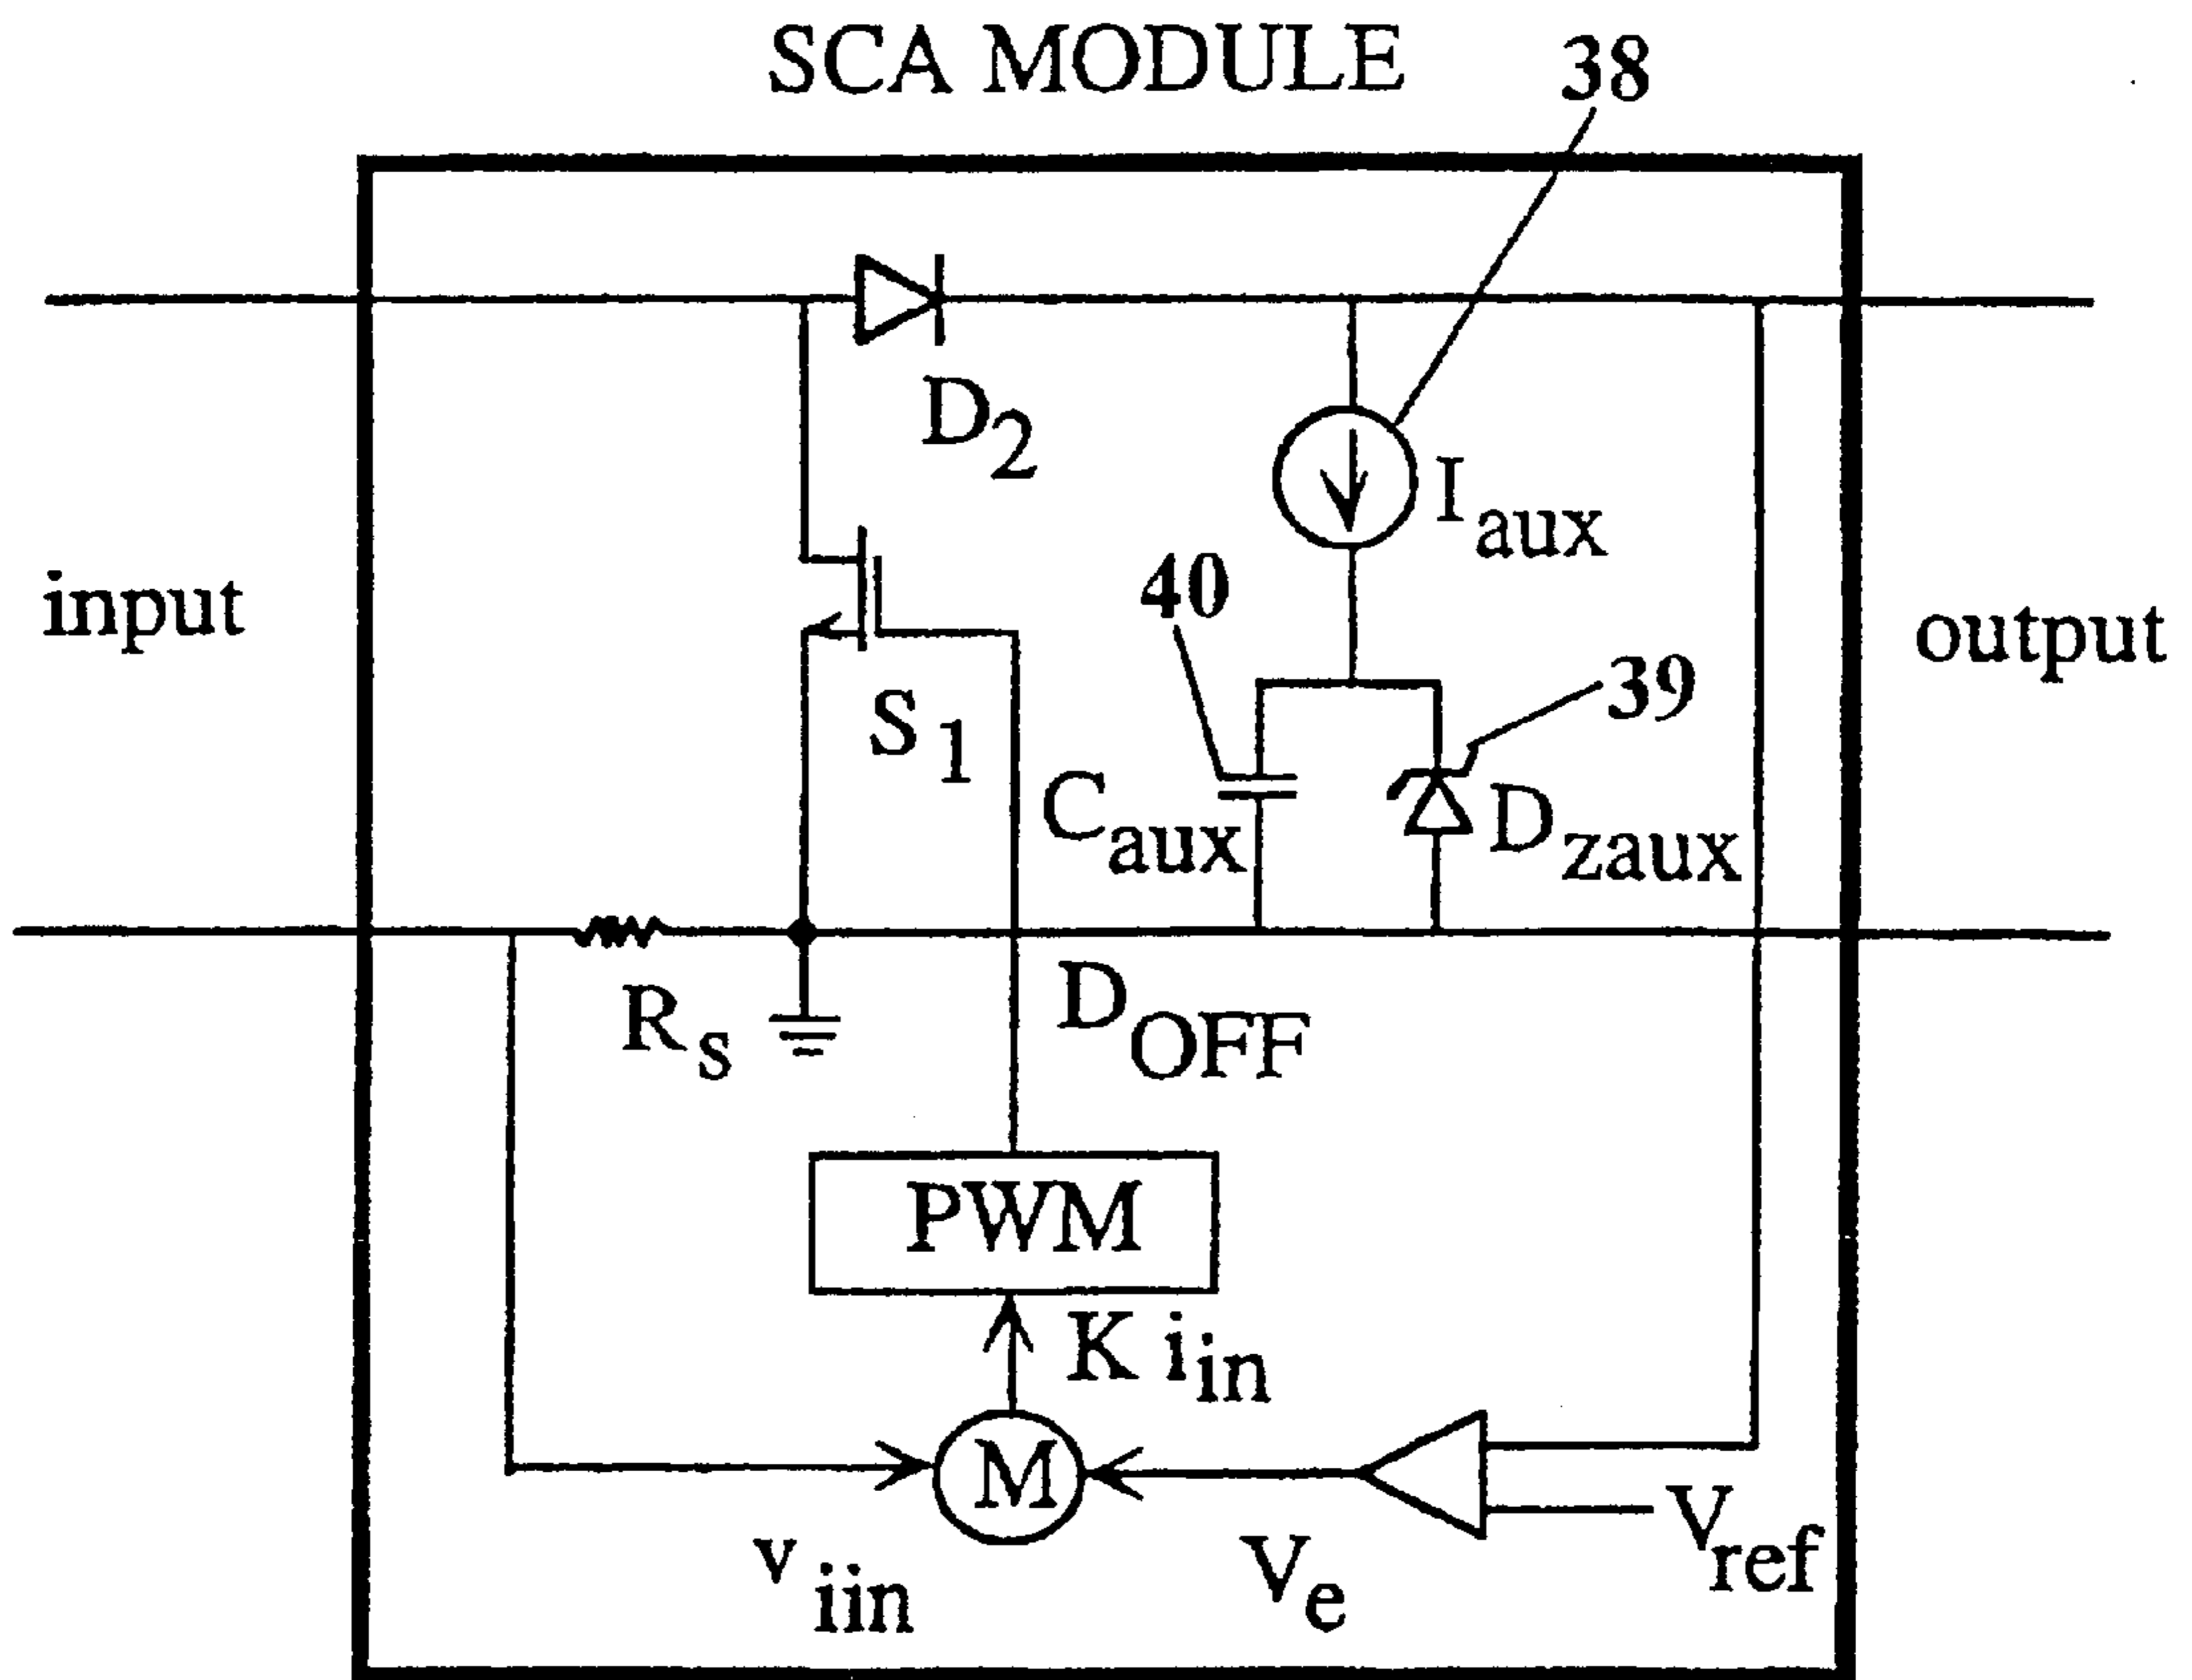 SCA MODULE
38
D2
Iaux
40
input
output
39
S1
Caux
Dzaux
Rs
DOFF
PWM
K iin
M
viin
Ve
Vref